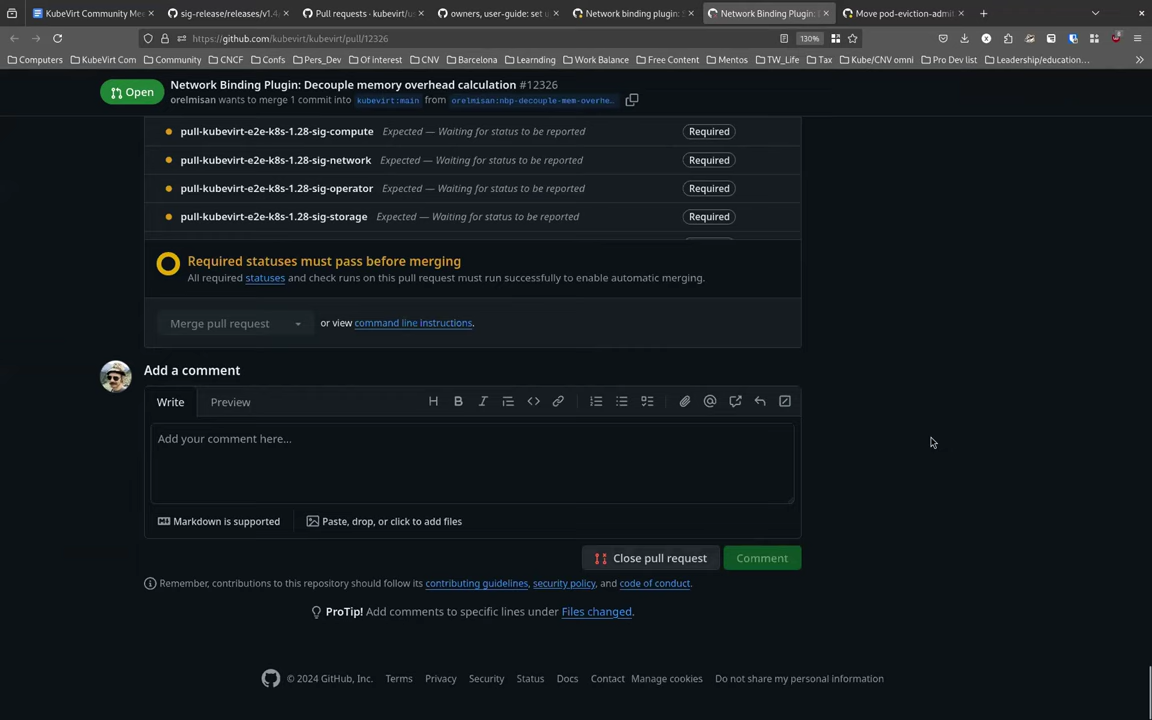 KubeVirt Community Me
sig-release/releases/v1.
Pull requests · kubevirt/u
owners, user-guide: set u
Network binding plugin:
Network Binding Plugin:
Move pod-eviction-admit
https://github.com/kubevirt/kubevirt/pull/12326
130%
Computers
KubeVirt Com
Community
CNCF
Confs
Pers_Dev
Of interest
CNV
Barcelona
Learnding
Work Balance
Free Content
Mentos
TW_Life
Tax
Kube/CNV omni
Pro Dev list
Leadership/education…
Open
Network Binding Plugin: Decouple memory overhead calculation #12326
orelmisan wants to merge 1 commit into kubevirt:main from orelmisan:nbp-decouple-mem-overhe…
pull-kubevirt-e2e-k8s-1.28-sig-compute Expected — Waiting for status to be reported Required
pull-kubevirt-e2e-k8s-1.28-sig-network Expected — Waiting for status to be reported Required
pull-kubevirt-e2e-k8s-1.28-sig-operator Expected — Waiting for status to be reported Required
pull-kubevirt-e2e-k8s-1.28-sig-storage Expected — Waiting for status to be reported Required
Required statuses must pass before merging
All required statuses and check runs on this pull request must run successfully to enable automatic merging.
Merge pull request or view command line instructions.
Add a comment
Write Preview
Add your comment here...
Markdown is supported Paste, drop, or click to add files
Close pull request Comment
Remember, contributions to this repository should follow its contributing guidelines, security policy, and code of conduct.
ProTip! Add comments to specific lines under Files changed.
© 2024 GitHub, Inc. Terms Privacy Security Status Docs Contact Manage cookies Do not share my personal information